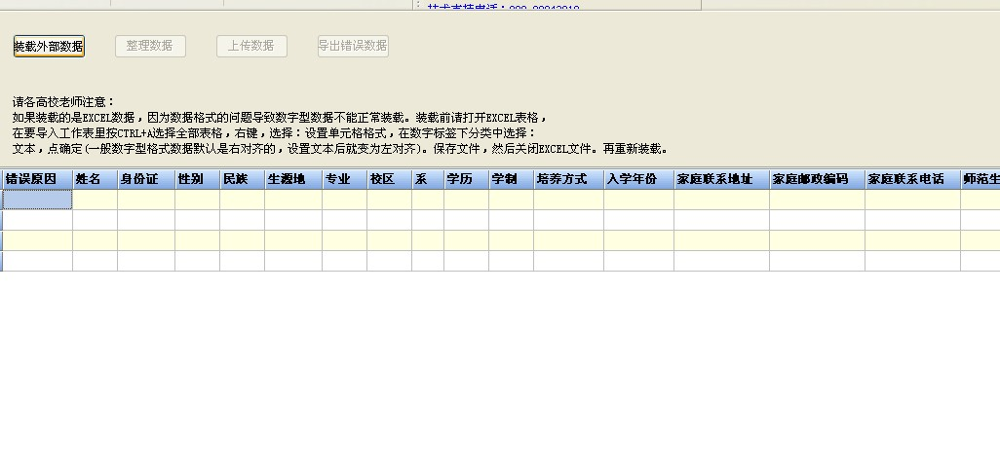 装载外部数据 整理数据 上传数据 导出错误数据
请各高校老师注意：
如果装载的是EXCEL数据，因为数据格式的问题导致数字型数据不能正常装载。装载前请打开EXCEL表格，
在要导入工作表里按CTRL+A选择全部表格，右键，选择：设置单元格格式，在数字标签下分类中选择：
文本，点确定(一般数字型格式数据默认是右对齐的，设置文本后就变为左对齐)。保存文件，然后关闭EXCEL文件。再重新装载。
错误原因 姓名 身份证 性别 民族 生源地 专业 校区 系 学历 学制 培养方式 入学年份 家庭联系地址 家庭邮政编码 家庭联系电话 师范生